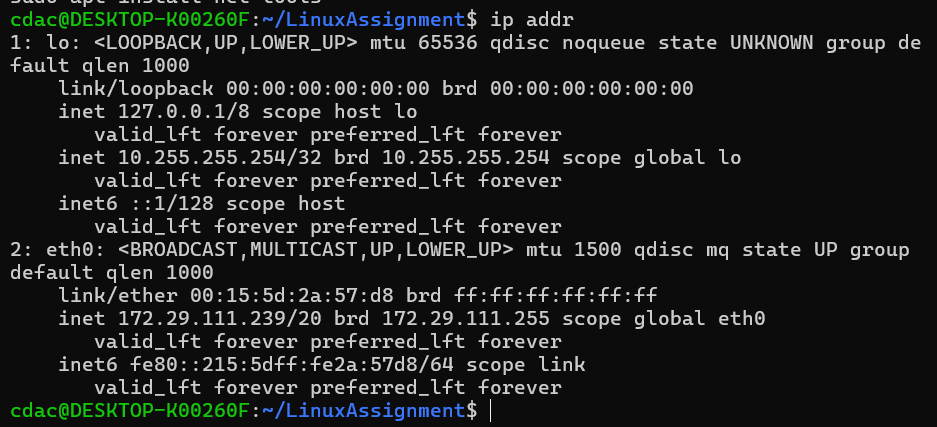 sudo apt install net-tools
cdac@DESKTOP-K00260F:~/LinuxAssignment$ ip addr
1: lo: <LOOPBACK,UP,LOWER_UP> mtu 65536 qdisc noqueue state UNKNOWN group de
fault qlen 1000
    link/loopback 00:00:00:00:00:00 brd 00:00:00:00:00:00
    inet 127.0.0.1/8 scope host lo
       valid_lft forever preferred_lft forever
    inet 10.255.255.254/32 brd 10.255.255.254 scope global lo
       valid_lft forever preferred_lft forever
    inet6 ::1/128 scope host
       valid_lft forever preferred_lft forever
2: eth0: <BROADCAST,MULTICAST,UP,LOWER_UP> mtu 1500 qdisc mq state UP group
default qlen 1000
    link/ether 00:15:5d:2a:57:d8 brd ff:ff:ff:ff:ff:ff
    inet 172.29.111.239/20 brd 172.29.111.255 scope global eth0
       valid_lft forever preferred_lft forever
    inet6 fe80::215:5dff:fe2a:57d8/64 scope link
       valid_lft forever preferred_lft forever
cdac@DESKTOP-K00260F:~/LinuxAssignment$